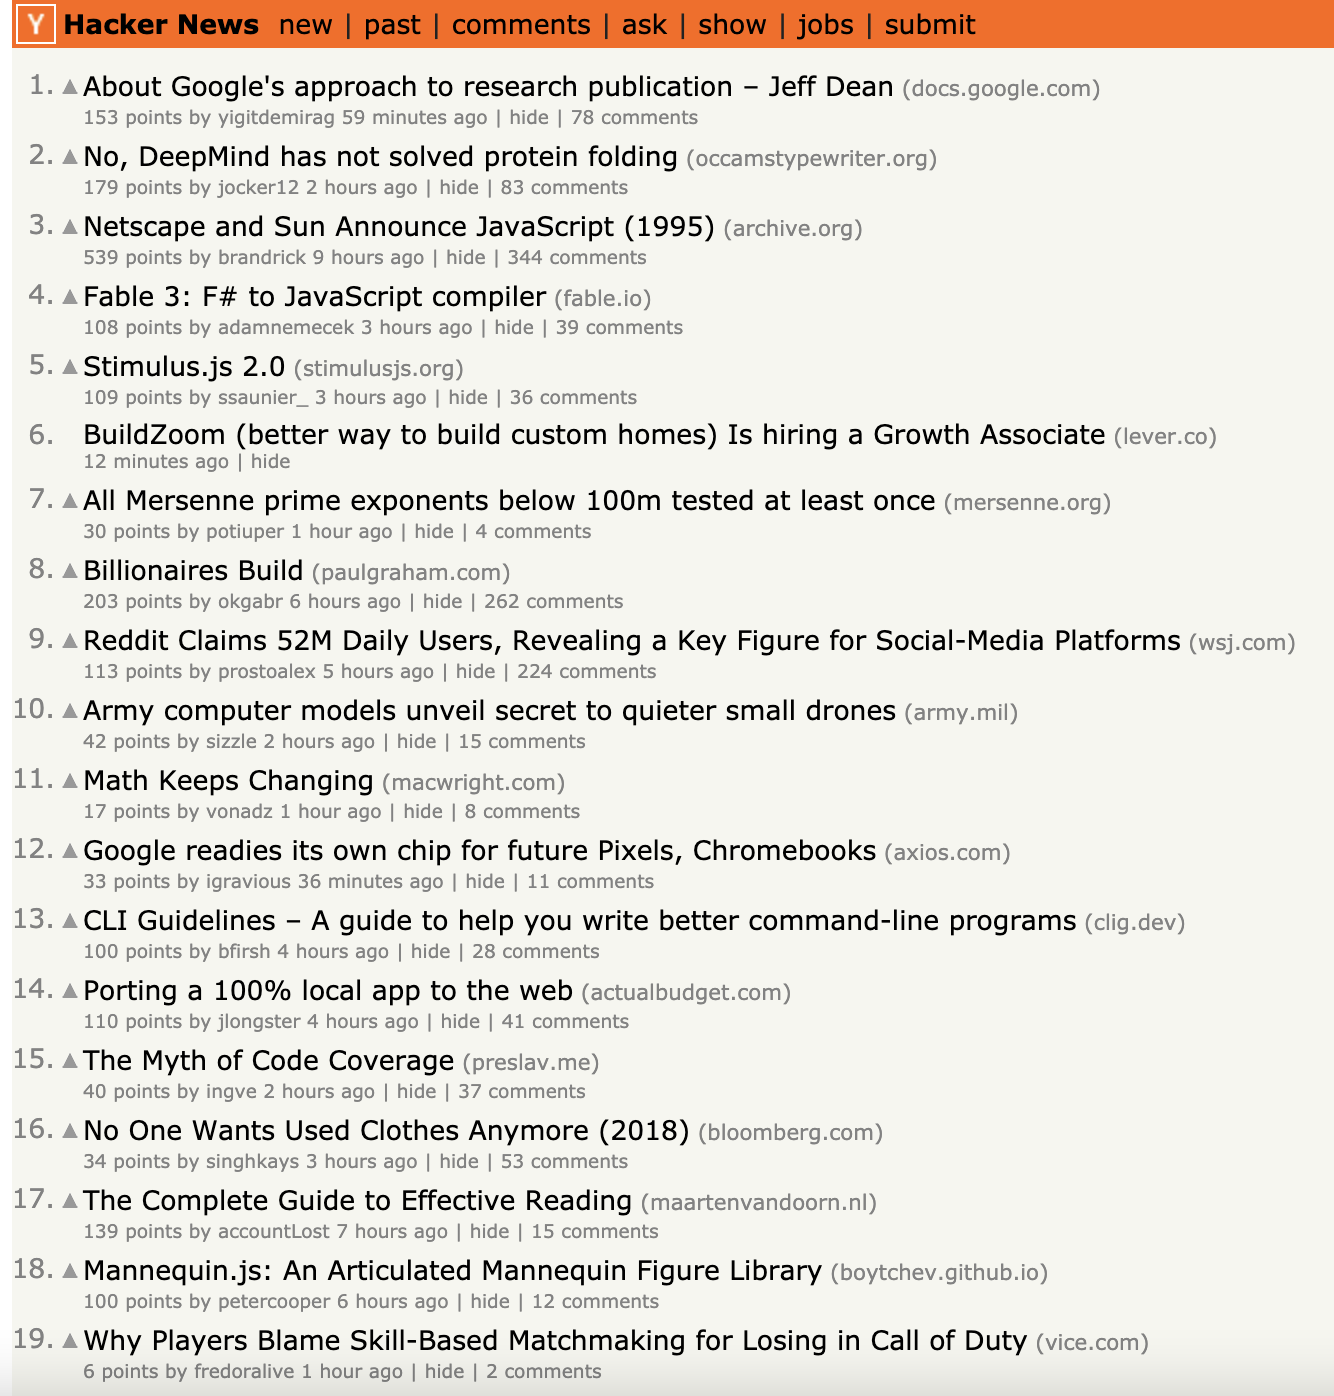 Y Hacker News new | past | comments | ask | show | jobs | submit
1. ▲ About Google's approach to research publication – Jeff Dean (docs.google.com)
153 points by yigitdemirag 59 minutes ago | hide | 78 comments
2. ▲ No, DeepMind has not solved protein folding (occamstypewriter.org)
179 points by jocker12 2 hours ago | hide | 83 comments
3. ▲ Netscape and Sun Announce JavaScript (1995) (archive.org)
539 points by brandrick 9 hours ago | hide | 344 comments
4. ▲ Fable 3: F# to JavaScript compiler (fable.io)
108 points by adamnemecek 3 hours ago | hide | 39 comments
5. ▲ Stimulus.js 2.0 (stimulusjs.org)
109 points by ssaunier_ 3 hours ago | hide | 36 comments
6. BuildZoom (better way to build custom homes) Is hiring a Growth Associate (lever.co)
12 minutes ago | hide
7. ▲ All Mersenne prime exponents below 100m tested at least once (mersenne.org)
30 points by potiuper 1 hour ago | hide | 4 comments
8. ▲ Billionaires Build (paulgraham.com)
203 points by okgabr 6 hours ago | hide | 262 comments
9. ▲ Reddit Claims 52M Daily Users, Revealing a Key Figure for Social-Media Platforms (wsj.com)
113 points by prostoalex 5 hours ago | hide | 224 comments
10. ▲ Army computer models unveil secret to quieter small drones (army.mil)
42 points by sizzle 2 hours ago | hide | 15 comments
11. ▲ Math Keeps Changing (macwright.com)
17 points by vonadz 1 hour ago | hide | 8 comments
12. ▲ Google readies its own chip for future Pixels, Chromebooks (axios.com)
33 points by igravious 36 minutes ago | hide | 11 comments
13. ▲ CLI Guidelines – A guide to help you write better command-line programs (clig.dev)
100 points by bfirsh 4 hours ago | hide | 28 comments
14. ▲ Porting a 100% local app to the web (actualbudget.com)
110 points by jlongster 4 hours ago | hide | 41 comments
15. ▲ The Myth of Code Coverage (preslav.me)
40 points by ingve 2 hours ago | hide | 37 comments
16. ▲ No One Wants Used Clothes Anymore (2018) (bloomberg.com)
34 points by singhkays 3 hours ago | hide | 53 comments
17. ▲ The Complete Guide to Effective Reading (maartenvandoorn.nl)
139 points by accountLost 7 hours ago | hide | 15 comments
18. ▲ Mannequin.js: An Articulated Mannequin Figure Library (boytchev.github.io)
100 points by petercooper 6 hours ago | hide | 12 comments
19. ▲ Why Players Blame Skill-Based Matchmaking for Losing in Call of Duty (vice.com)
6 points by fredoralive 1 hour ago | hide | 2 comments